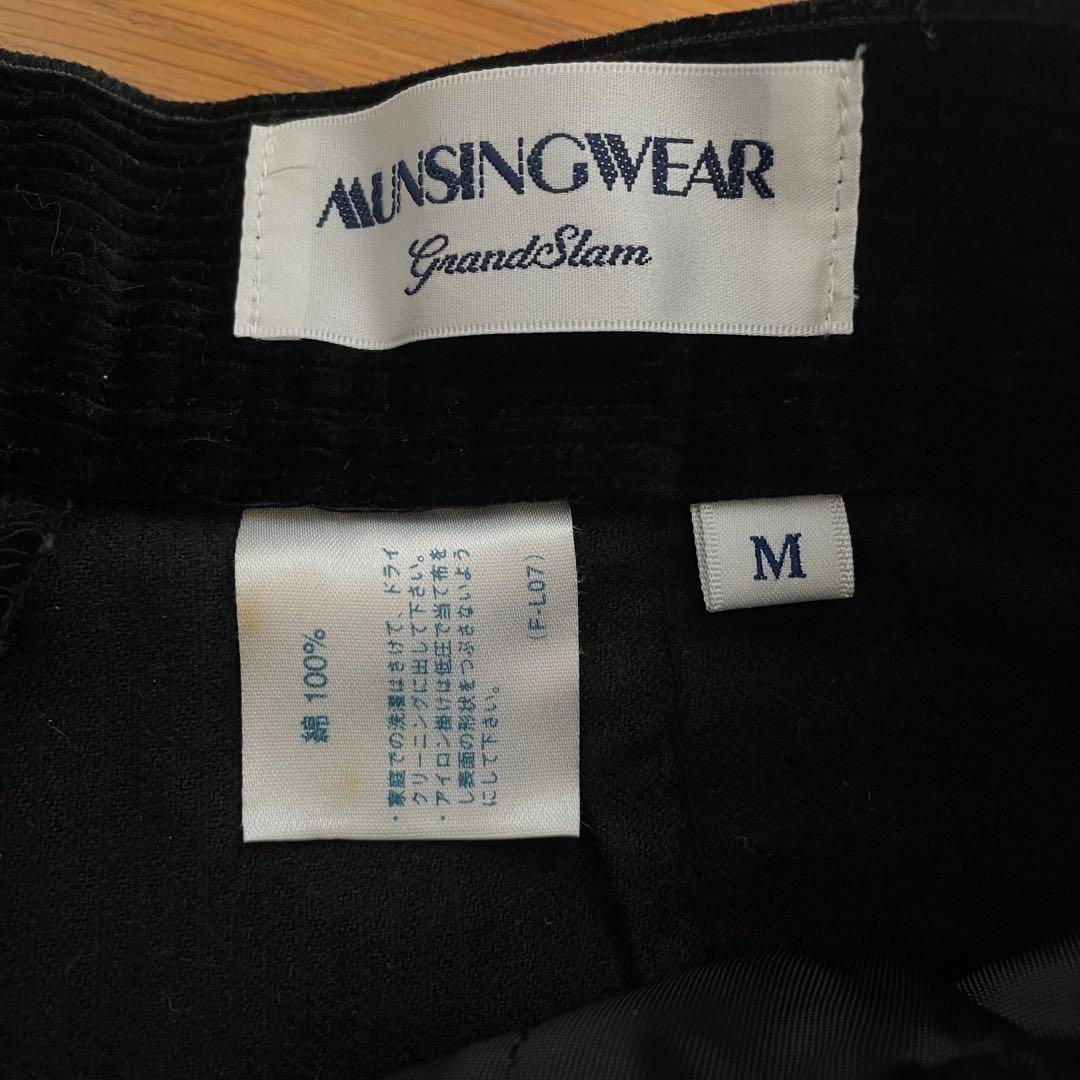 MUNSINGWEAR
GrandSlam
M
綿 100%
・家庭での洗濯はさけて、ドライ
クリーニングに出して下さい。
・アイロン掛けは低圧で当て布を
し表面の形状をつぶさないよう
にして下さい。
(F-L07)